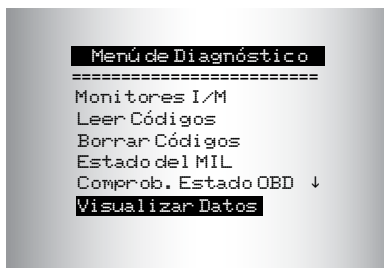 Menú de Diagnóstico
=========================
Monitores I/M
Leer Códigos
Borrar Códigos
Estado del MIL
Comprob. Estado OBD ↓
Visualizar Datos